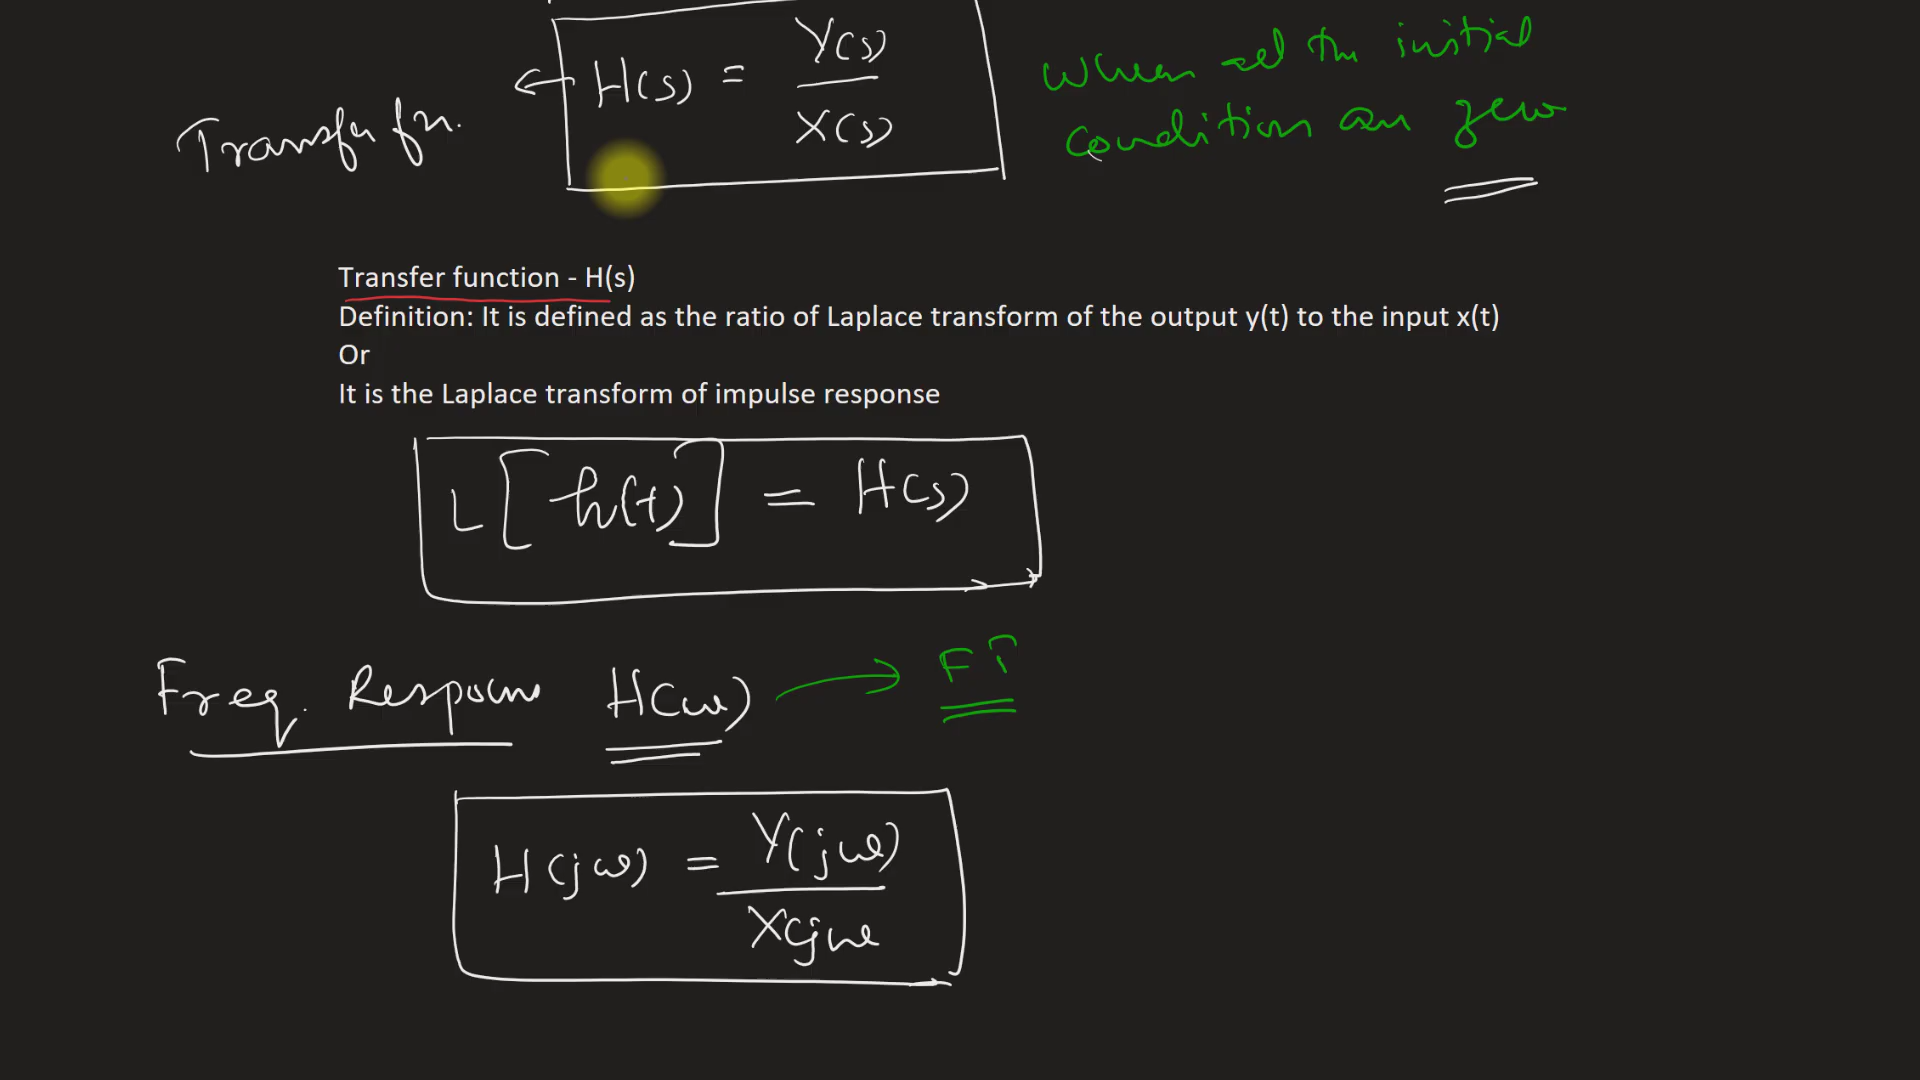 Transfer fn. H(s) = Y(s) / X(s) When all the initial
condition are zero
Transfer function - H(s)
Definition: It is defined as the ratio of Laplace transform of the output y(t) to the input x(t)
Or
It is the Laplace transform of impulse response
L[h(t)] = H(s)
Freq. Response H(ω) → FT
H(jω) = Y(jω) / X(jω